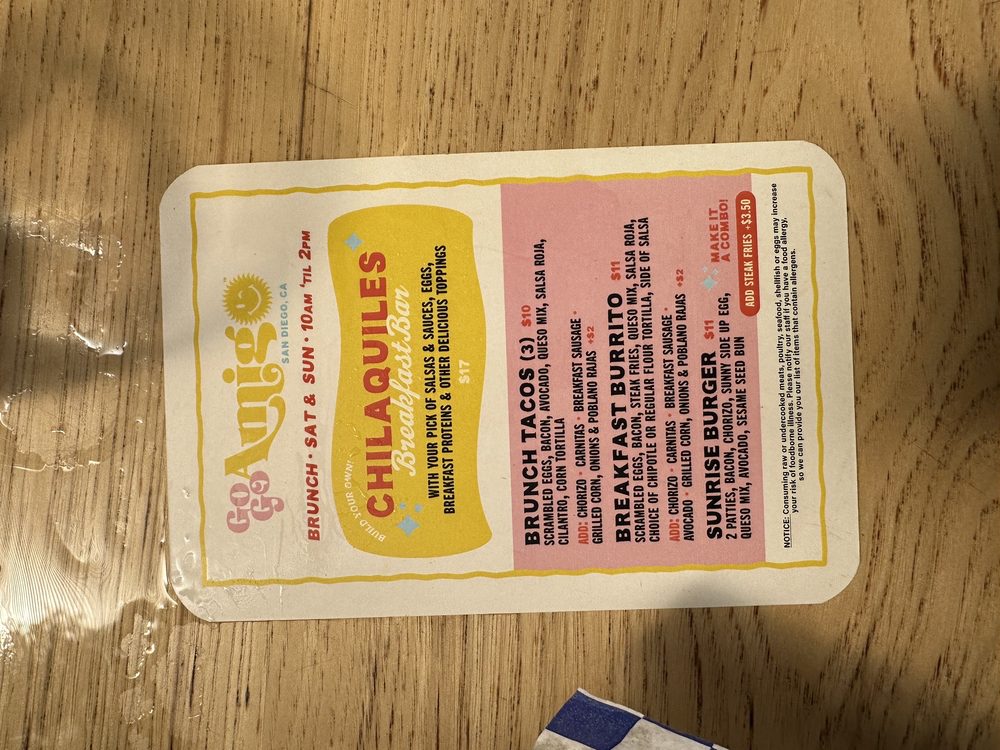 GO GO Amigo
SAN DIEGO, CA
BRUNCH • SAT & SUN • 10AM 'TIL 2PM
BUILD YOUR OWN
CHILAQUILES
Breakfast Bar
WITH YOUR PICK OF SALSAS & SAUCES, EGGS,
BREAKFAST PROTEINS & OTHER DELICIOUS TOPPINGS
$17
BRUNCH TACOS (3) $10
SCRAMBLED EGGS, BACON, AVOCADO, QUESO MIX, SALSA ROJA,
CILANTRO, CORN TORTILLA
ADD: CHORIZO • CARNITAS • BREAKFAST SAUSAGE •
GRILLED CORN, ONIONS & POBLANO RAJAS +$2
BREAKFAST BURRITO $11
SCRAMBLED EGGS, BACON, STEAK FRIES, QUESO MIX, SALSA ROJA,
CHOICE OF CHIPOTLE OR REGULAR FLOUR TORTILLA, SIDE OF SALSA
ADD: CHORIZO • CARNITAS • BREAKFAST SAUSAGE •
AVOCADO • GRILLED CORN, ONIONS & POBLANO RAJAS +$2
SUNRISE BURGER $11
2 PATTIES, BACON, CHORIZO, SUNNY SIDE UP EGG,
QUESO MIX, AVOCADO, SESAME SEED BUN
MAKE IT
A COMBO!
ADD STEAK FRIES +$3.50
NOTICE: Consuming raw or undercooked meats, poultry, seafood, shellfish or eggs may increase
your risk of foodborne illness. Please notify our staff if you have a food allergy,
so we can provide you our list of items that contain allergens.